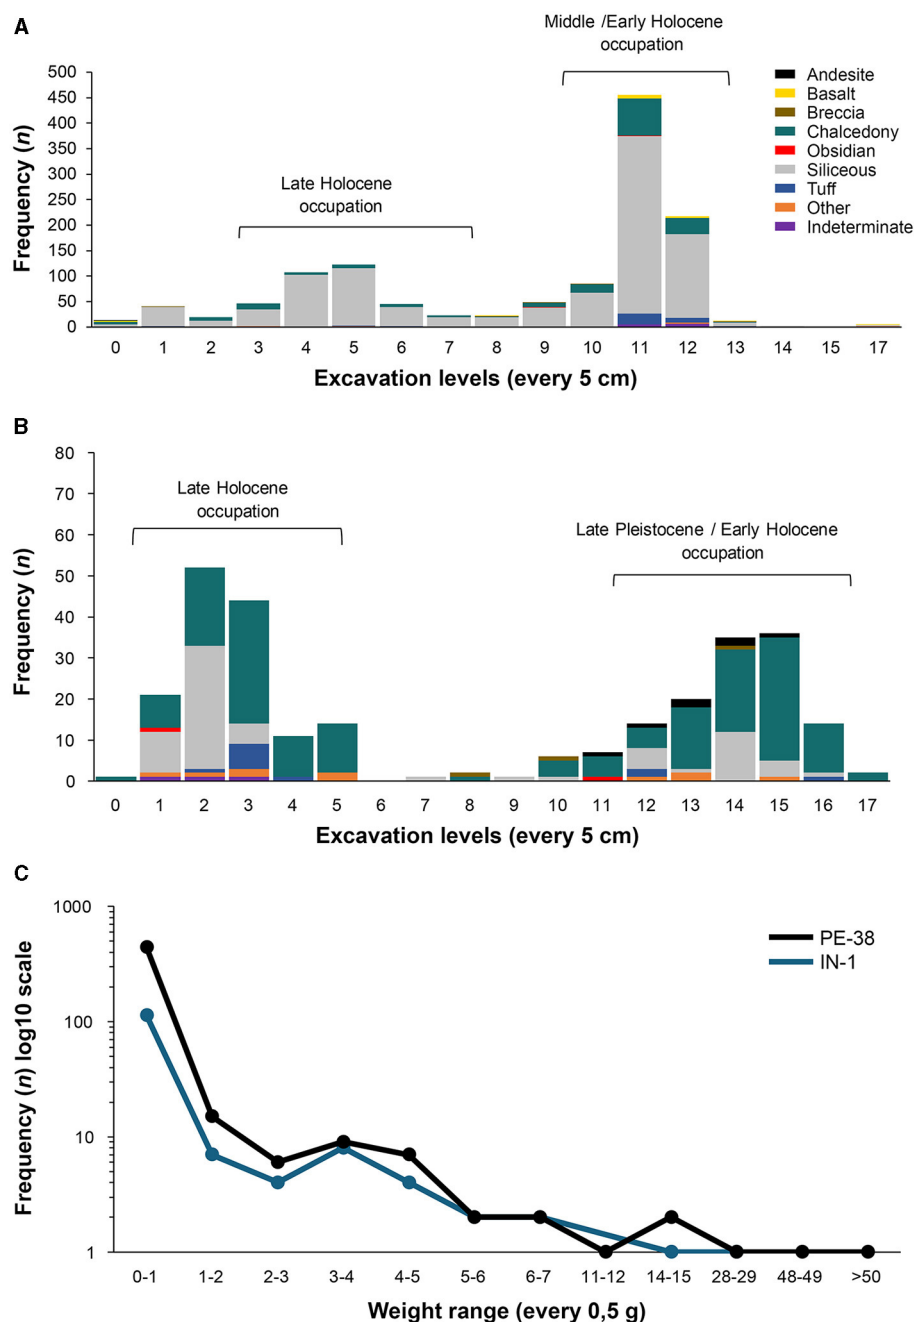 A
Middle /Early Holocene
occupation
Late Holocene
occupation
Frequency (n)
500
450
400
350
300
250
200
150
100
50
0
Andesite
Basalt
Breccia
Chalcedony
Obsidian
Siliceous
Tuff
Other
Indeterminate
0 1 2 3 4 5 6 7 8 9 10 11 12 13 14 15 17
Excavation levels (every 5 cm)
B
Late Holocene
occupation
Late Pleistocene / Early Holocene
occupation
Frequency (n)
80
70
60
50
40
30
20
10
0
0 1 2 3 4 5 6 7 8 9 10 11 12 13 14 15 16 17
Excavation levels (every 5 cm)
C
Frequency (n) log10 scale
1000
100
10
1
PE-38
IN-1
0-1 1-2 2-3 3-4 4-5 5-6 6-7 11-12 14-15 28-29 48-49 >50
Weight range (every 0,5 g)